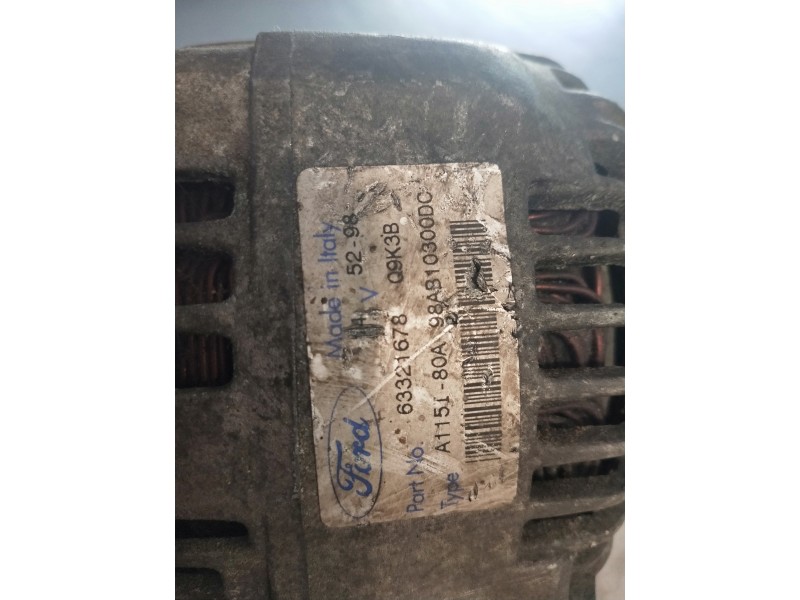 Ford
Made in Italy
V 52-98
Part No. 63321678 Q9K3B
Type A115I-80A 98AB10300DC